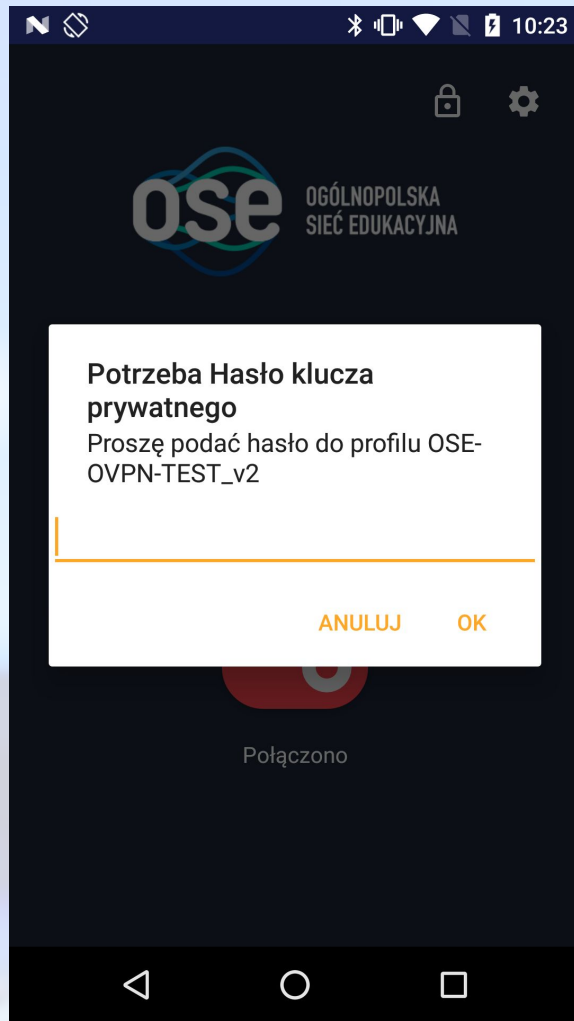 10:23
ose
OGÓLNOPOLSKA
SIEĆ EDUKACYJNA
Potrzeba Hasło klucza
prywatnego
Proszę podać hasło do profilu OSE-
OVPN-TEST_v2
ANULUJ OK
Połączono